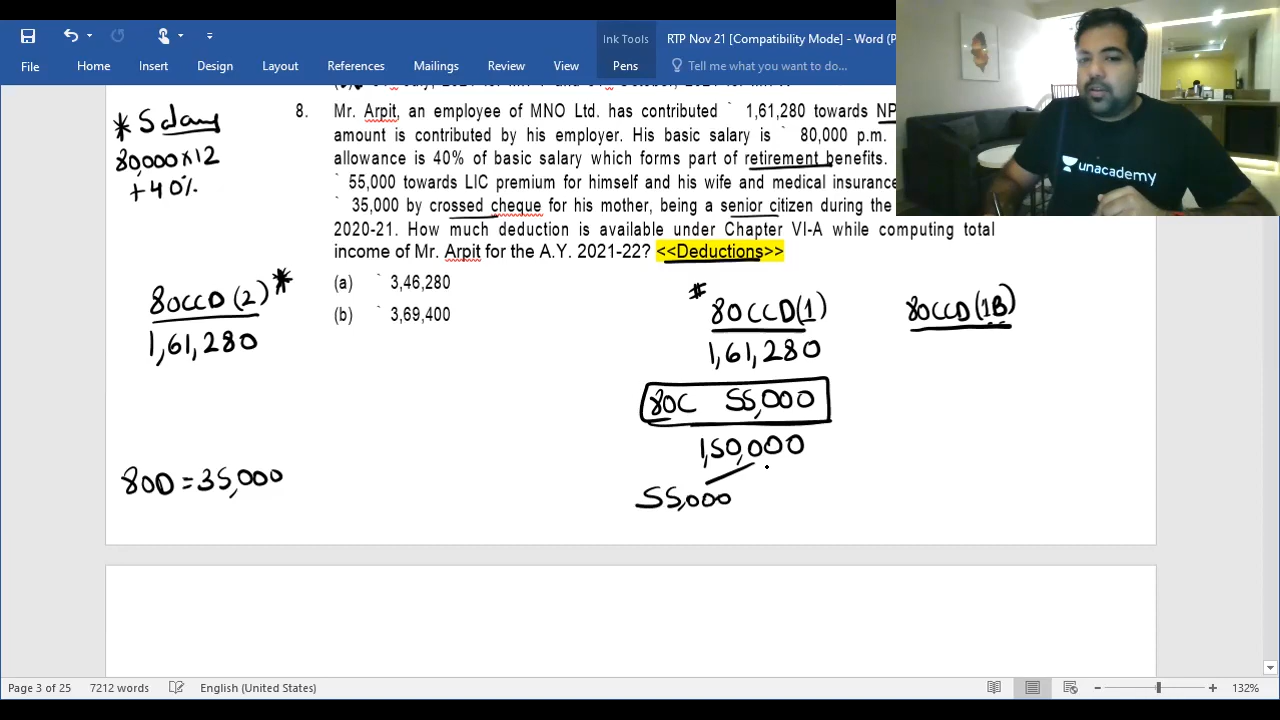 Ink Tools
RTP Nov 21 [Compatibility Mode] - Word (P
File
Home
Insert
Design
Layout
References
Mailings
Review
View
Pens
Tell me what you want to do...
8. Mr. Arpit, an employee of MNO Ltd. has contributed ` 1,61,280 towards NP
amount is contributed by his employer. His basic salary is ` 80,000 p.m.
allowance is 40% of basic salary which forms part of retirement benefits.
` 55,000 towards LIC premium for himself and his wife and medical insurance
` 35,000 by crossed cheque for his mother, being a senior citizen during the
2020-21. How much deduction is available under Chapter VI-A while computing total
income of Mr. Arpit for the A.Y. 2021-22? <<Deductions>>
(a) ` 3,46,280
(b) ` 3,69,400
* Salary
80,000 x 12
+ 40%
80CCD (2) *
1,61,280
80D = 35,000
# 80CCD(1)
1,61,280
80C 55,000
1,50,000
55,000
80CCD(1B)
unacademy
Page 3 of 25
7212 words
English (United States)
132%